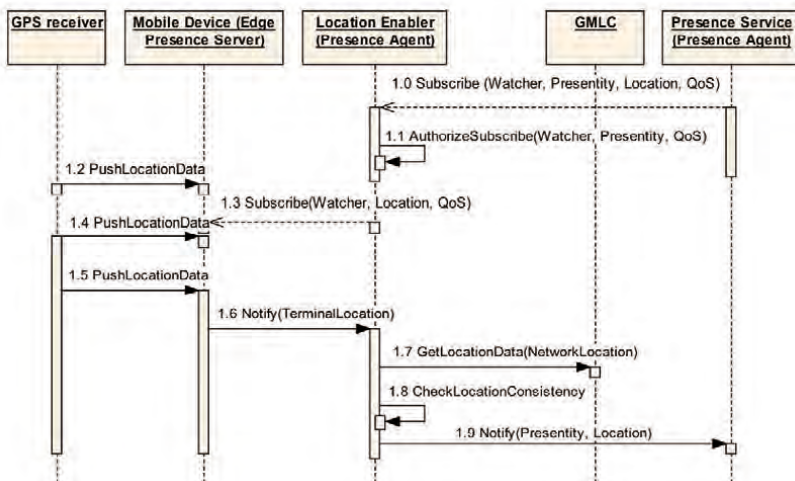 GPS receiver
Mobile Device (Edge
Presence Server)
Location Enabler
(Presence Agent)
GMLC
Presence Service
(Presence Agent)
1.0 Subscribe (Watcher, Presentity, Location, QoS)
1.1 AuthorizeSubscribe(Watcher, Presentity, QoS)
1.2 PushLocationData
1.3 Subscribe(Watcher, Location, QoS)
1.4 PushLocationData
1.5 PushLocationData
1.6 Notify(TerminalLocation)
1.7 GetLocationData(NetworkLocation)
1.8 CheckLocationConsistency
1.9 Notify(Presentity, Location)